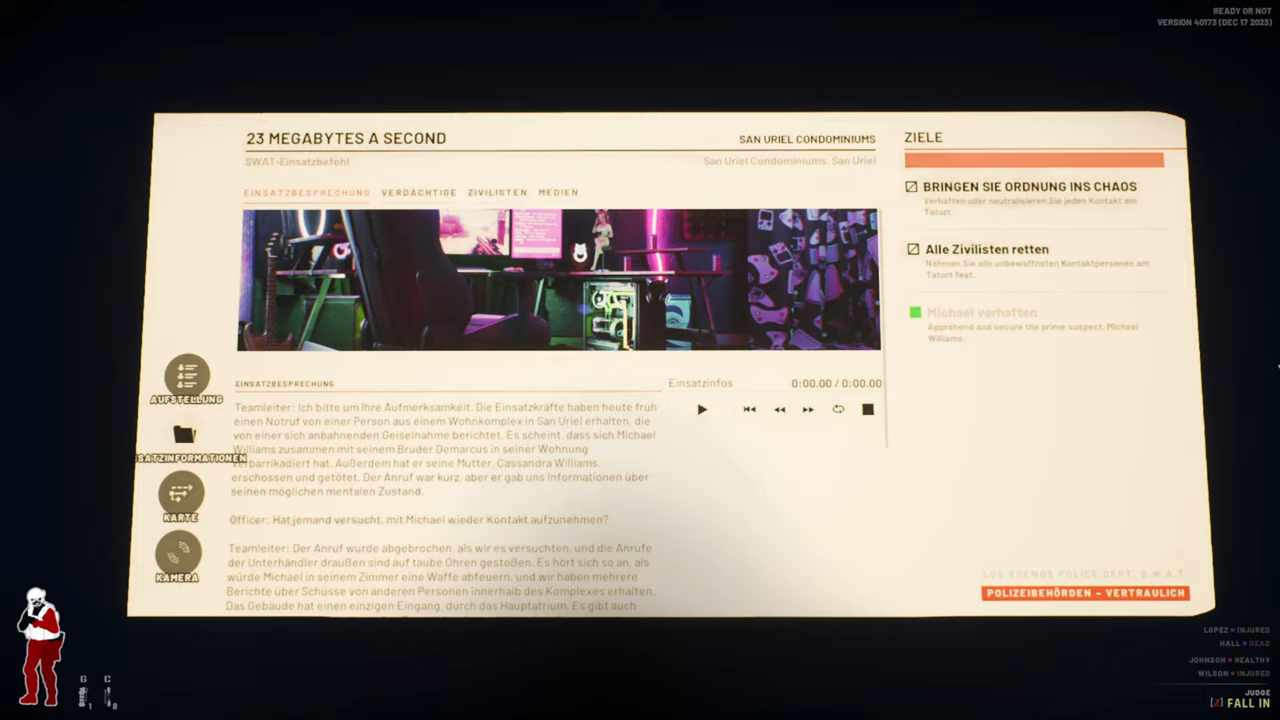 READY OR NOT
VERSION 40173 (DEC 17 2023)
23 MEGABYTES A SECOND
SAN URIEL CONDOMINIUMS
SWAT-Einsatzbefehl
San Uriel Condominiums, San Uriel
EINSATZBESPRECHUNG VERDÄCHTIGE ZIVILISTEN MEDIEN
EINSATZBESPRECHUNG
Teamleiter: Ich bitte um Ihre Aufmerksamkeit. Die Einsatzkräfte haben heute früh
einen Notruf von einer Person aus einem Wohnkomplex in San Uriel erhalten, die
von einer sich anbahnenden Geiselnahme berichtet. Es scheint, dass sich Michael
Williams zusammen mit seinem Bruder Demarcus in seiner Wohnung
verbarrikadiert hat. Außerdem hat er seine Mutter, Cassandra Williams,
erschossen und getötet. Der Anruf war kurz, aber er gab uns Informationen über
seinen möglichen mentalen Zustand.
Officer: Hat jemand versucht, mit Michael wieder Kontakt aufzunehmen?
Teamleiter: Der Anruf wurde abgebrochen, als wir es versuchten, und die Anrufe
der Unterhändler draußen sind auf taube Ohren gestoßen. Es hört sich so an, als
würde Michael in seinem Zimmer eine Waffe abfeuern, und wir haben mehrere
Berichte über Schüsse von anderen Personen innerhalb des Komplexes erhalten.
Das Gebäude hat einen einzigen Eingang, durch das Hauptatrium. Es gibt auch
Einsatzinfos
0:00.00 / 0:00.00
ZIELE
BRINGEN SIE ORDNUNG INS CHAOS
Verhaften oder neutralisieren Sie jeden Kontakt am
Tatort.
Alle Zivilisten retten
Nehmen Sie alle unbewaffneten Kontaktpersonen am
Tatort fest.
Michael verhaften
Apprehend and secure the prime suspect, Michael
Williams.
AUFSTELLUNG
SATZINFORMATIONEN
KARTE
KAMERA
LOS SUENOS POLICE DEPT. S.W.A.T
POLIZEIBEHÖRDEN - VERTRAULICH
G C
1 8
LOPEZ INJURED
HALL DEAD
JOHNSON HEALTHY
WILSON INJURED
JUDGE
[Z] FALL IN